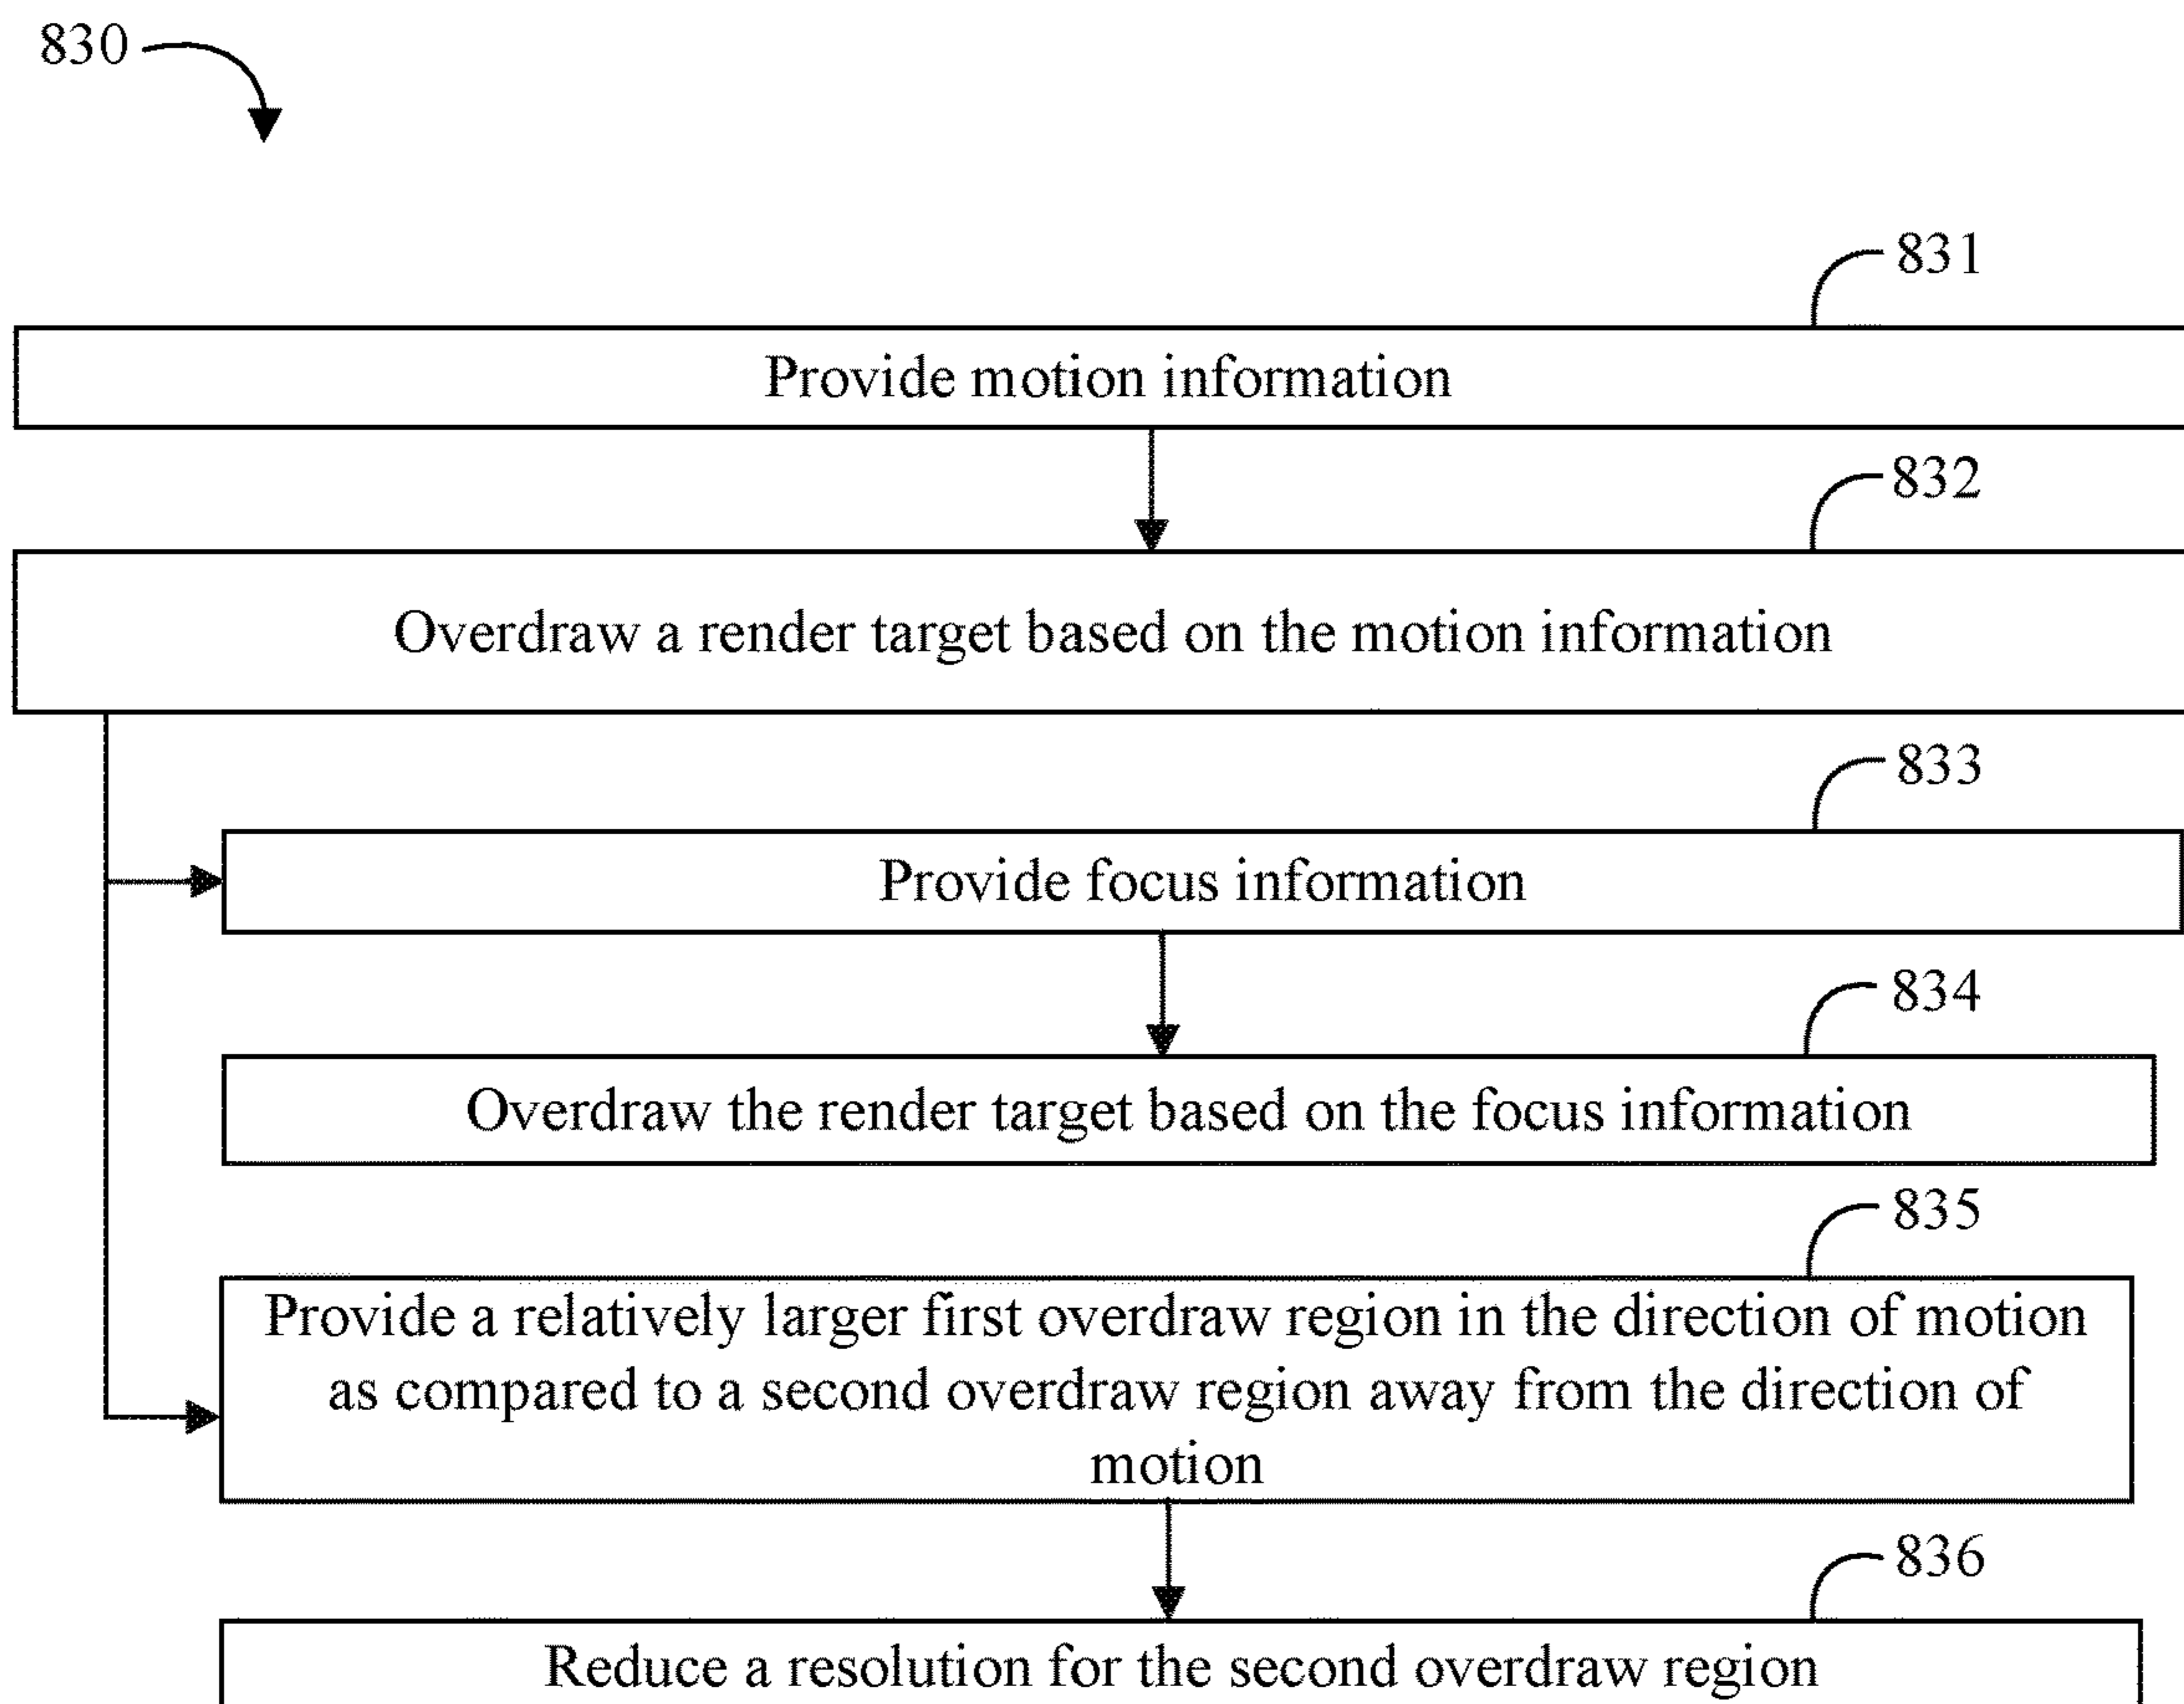 830
831
Provide motion information
832
Overdraw a render target based on the motion information
833
Provide focus information
834
Overdraw the render target based on the focus information
835
Provide a relatively larger first overdraw region in the direction of motion
as compared to a second overdraw region away from the direction of
motion
836
Reduce a resolution for the second overdraw region